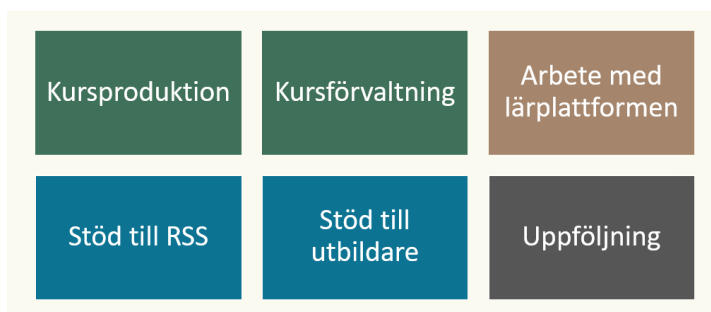 Kursproduktion
Kursförvaltning
Arbete med
lärplattformen
Stöd till RSS
Stöd till
utbildare
Uppföljning